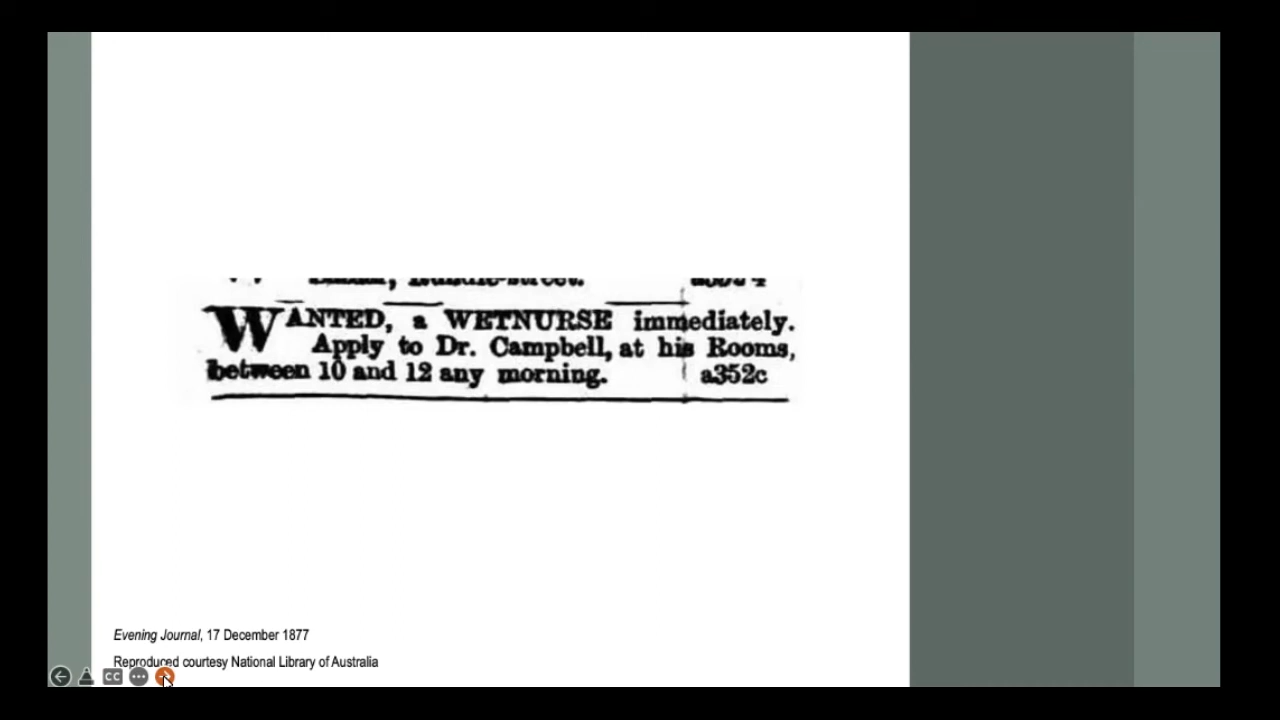 WANTED, a WETNURSE immediately.
Apply to Dr. Campbell, at his Rooms,
between 10 and 12 any morning. a352c
Evening Journal, 17 December 1877
Reproduced courtesy National Library of Australia
CC